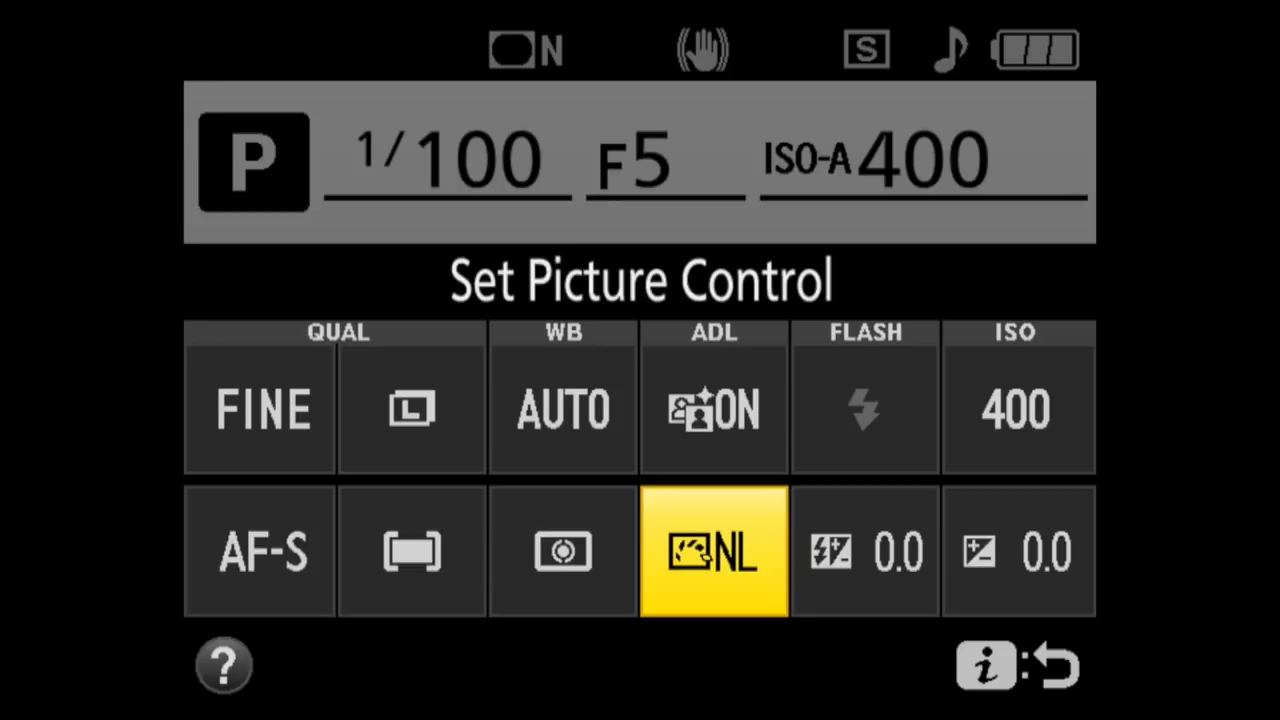 N S
P 1/100 F5 ISO-A 400
Set Picture Control
QUAL WB ADL FLASH ISO
FINE L AUTO ON 400
AF-S NL 0.0 0.0
? i: